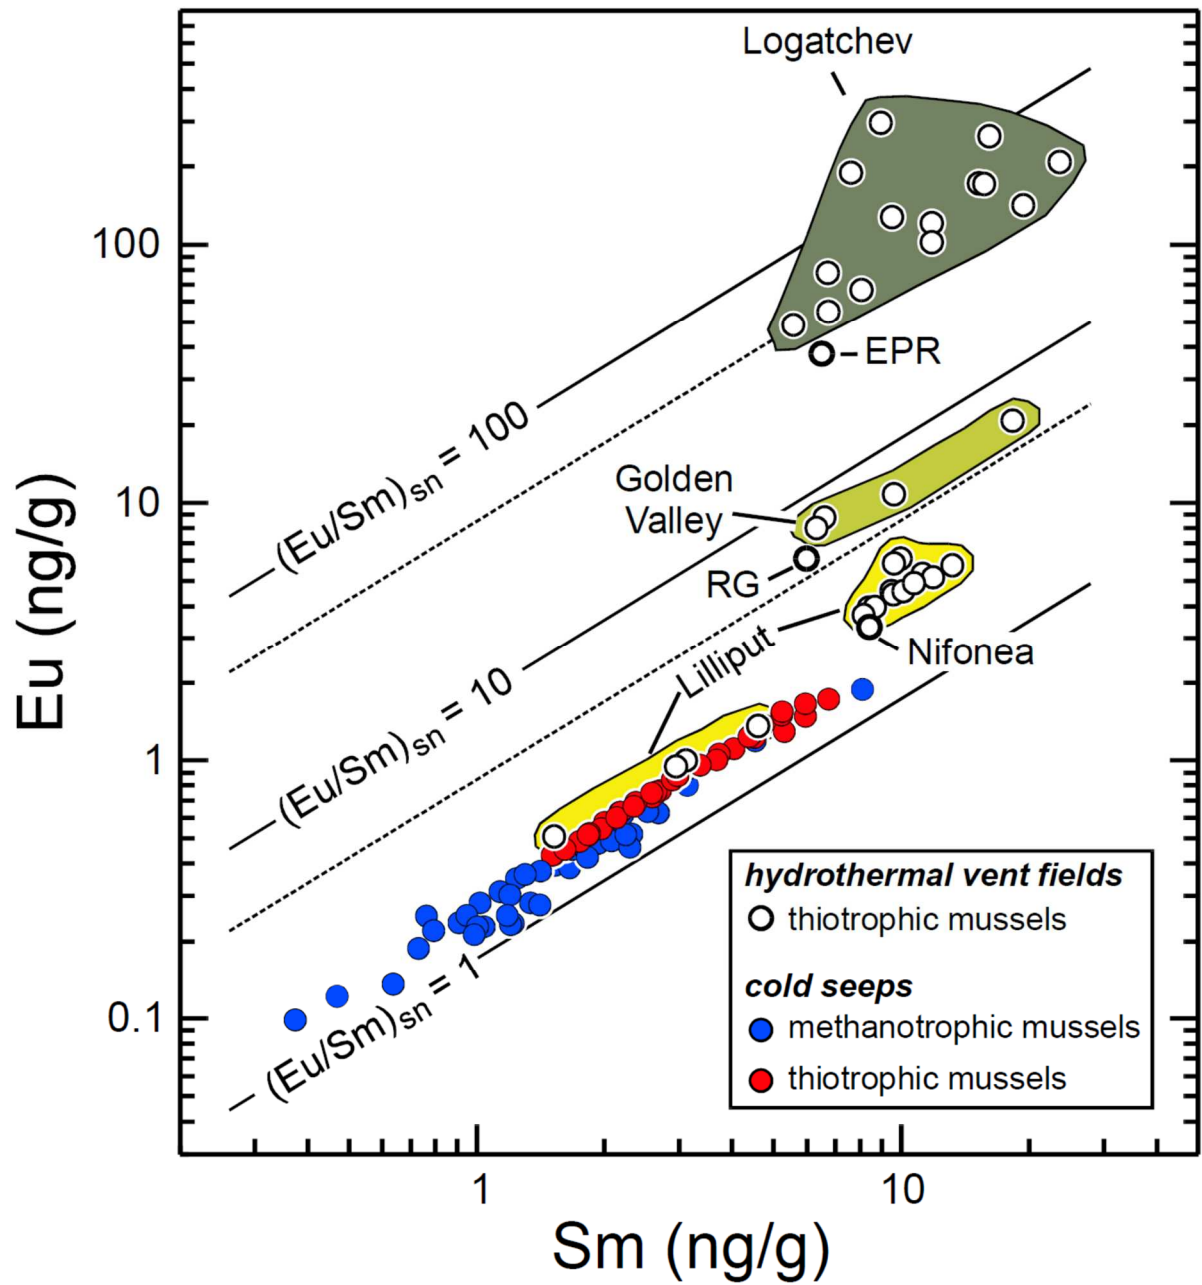 Logatchev
100
EPR
(Eu/Sm)sn = 100
Golden
Valley
10
RG
Eu (ng/g)
Nifonea
Lilliput
(Eu/Sm)sn = 10
1
hydrothermal vent fields
thiotrophic mussels
cold seeps
methanotrophic mussels
thiotrophic mussels
(Eu/Sm)sn = 1
0.1
1
10
Sm (ng/g)